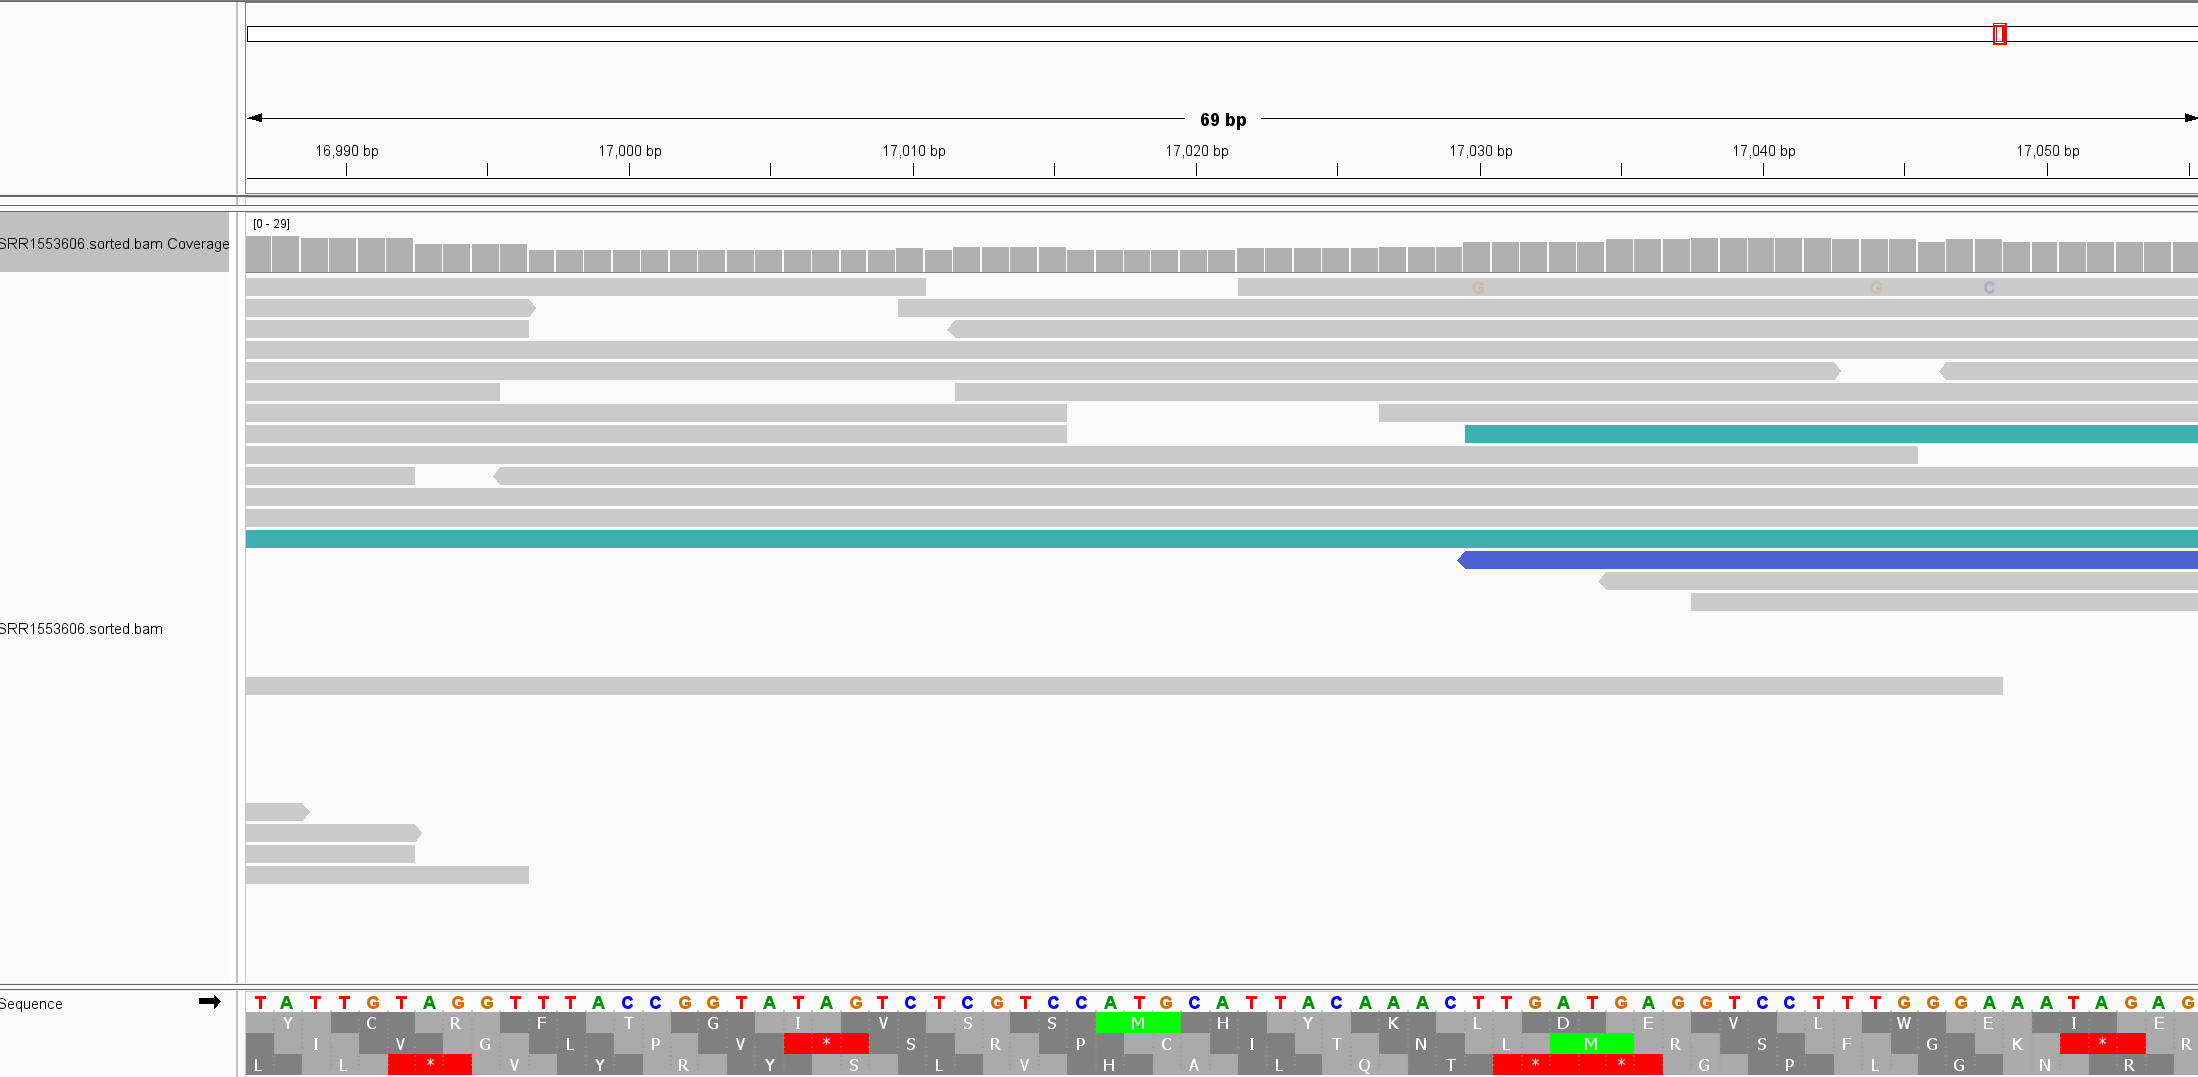 69 bp
16,990 bp 17,000 bp 17,010 bp 17,020 bp 17,030 bp 17,040 bp 17,050 bp
[0 - 29]
SRR1553606.sorted.bam Coverage
G G C
SRR1553606.sorted.bam
Sequence T A T T G T A G G T T T A C C G G T A T A G T C T C G T C C A T G C A T T A C A A A C T T G A T G A G G T C C T T T G G G A A A T A G A G
Y C R F T G I V S S M H Y K L D E V L W E I E
I V G L P V * S R P C I T N L M R S F G K * R
L L * V Y R Y S L V H A L Q T * * G P L G N R